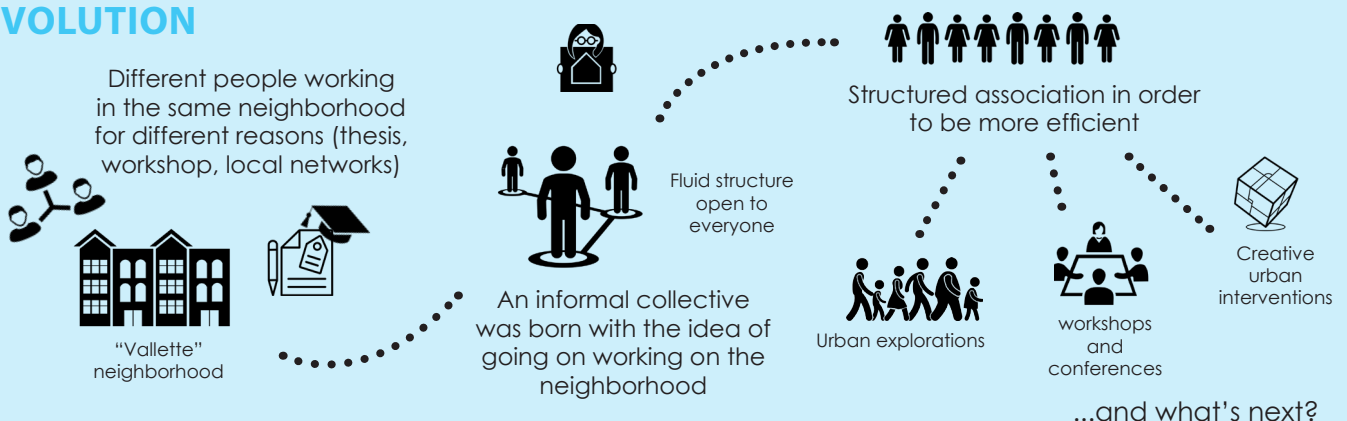 VOLUTION
Different people working
in the same neighborhood
for different reasons (thesis,
workshop, local networks)
“Vallette”
neighborhood
Fluid structure
open to
everyone
An informal collective
was born with the idea of
going on working on the
neighborhood
Structured association in order
to be more efficient
Urban explorations
workshops
and
conferences
Creative
urban
interventions
...and what’s next?